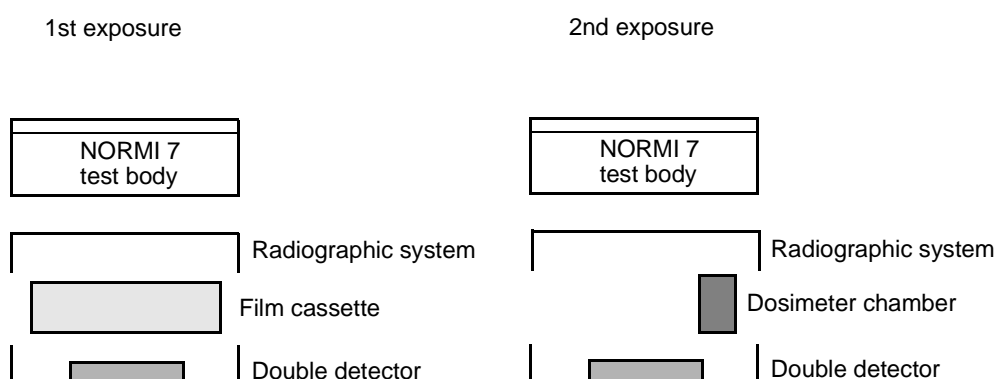 1st exposure
2nd exposure
NORMI 7
test body
NORMI 7
test body
Radiographic system
Radiographic system
Film cassette
Dosimeter chamber
Double detector
Double detector